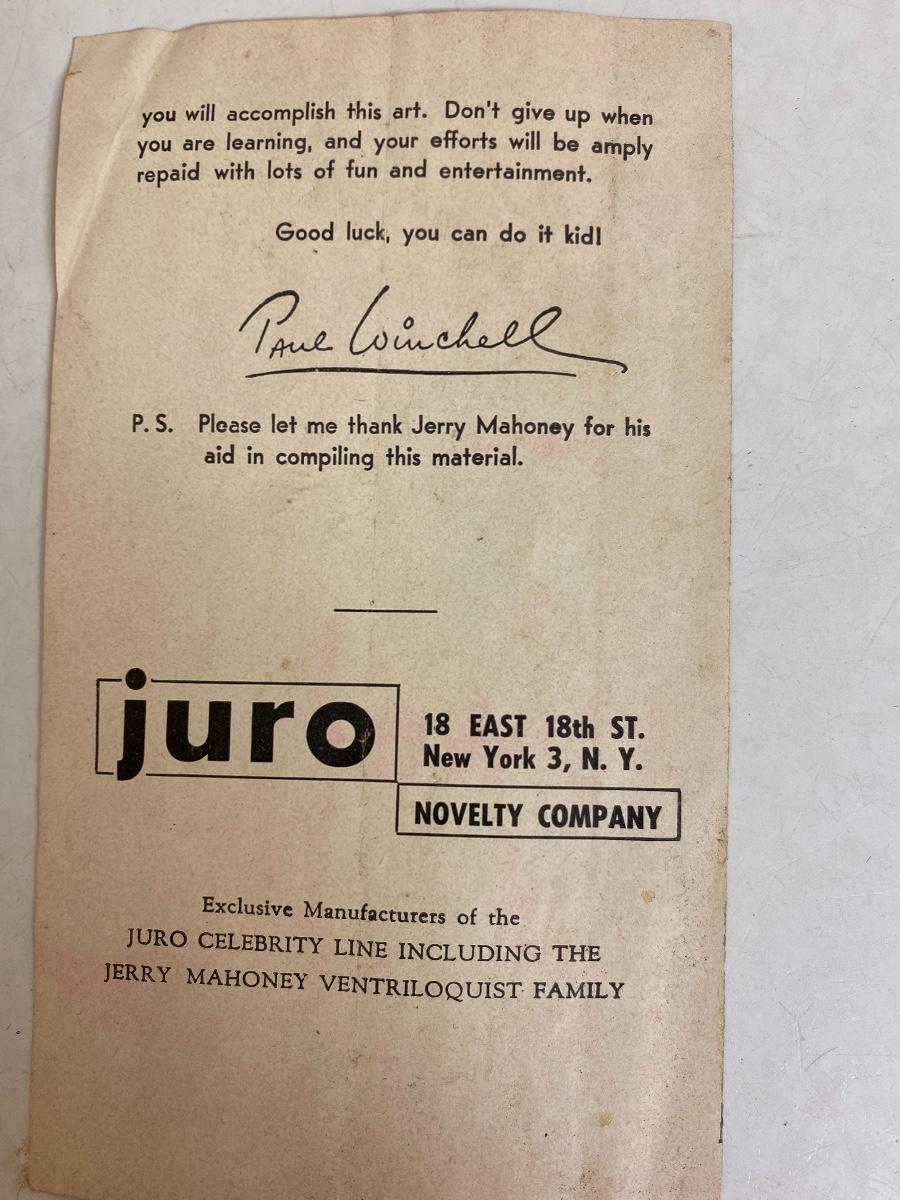 you will accomplish this art. Don't give up when
you are learning, and your efforts will be amply
repaid with lots of fun and entertainment.
Good luck, you can do it kid!
Paul Winchell
P. S. Please let me thank Jerry Mahoney for his
aid in compiling this material.
juro
18 EAST 18th ST.
New York 3, N. Y.
NOVELTY COMPANY
Exclusive Manufacturers of the
JURO CELEBRITY LINE INCLUDING THE
JERRY MAHONEY VENTRILOQUIST FAMILY